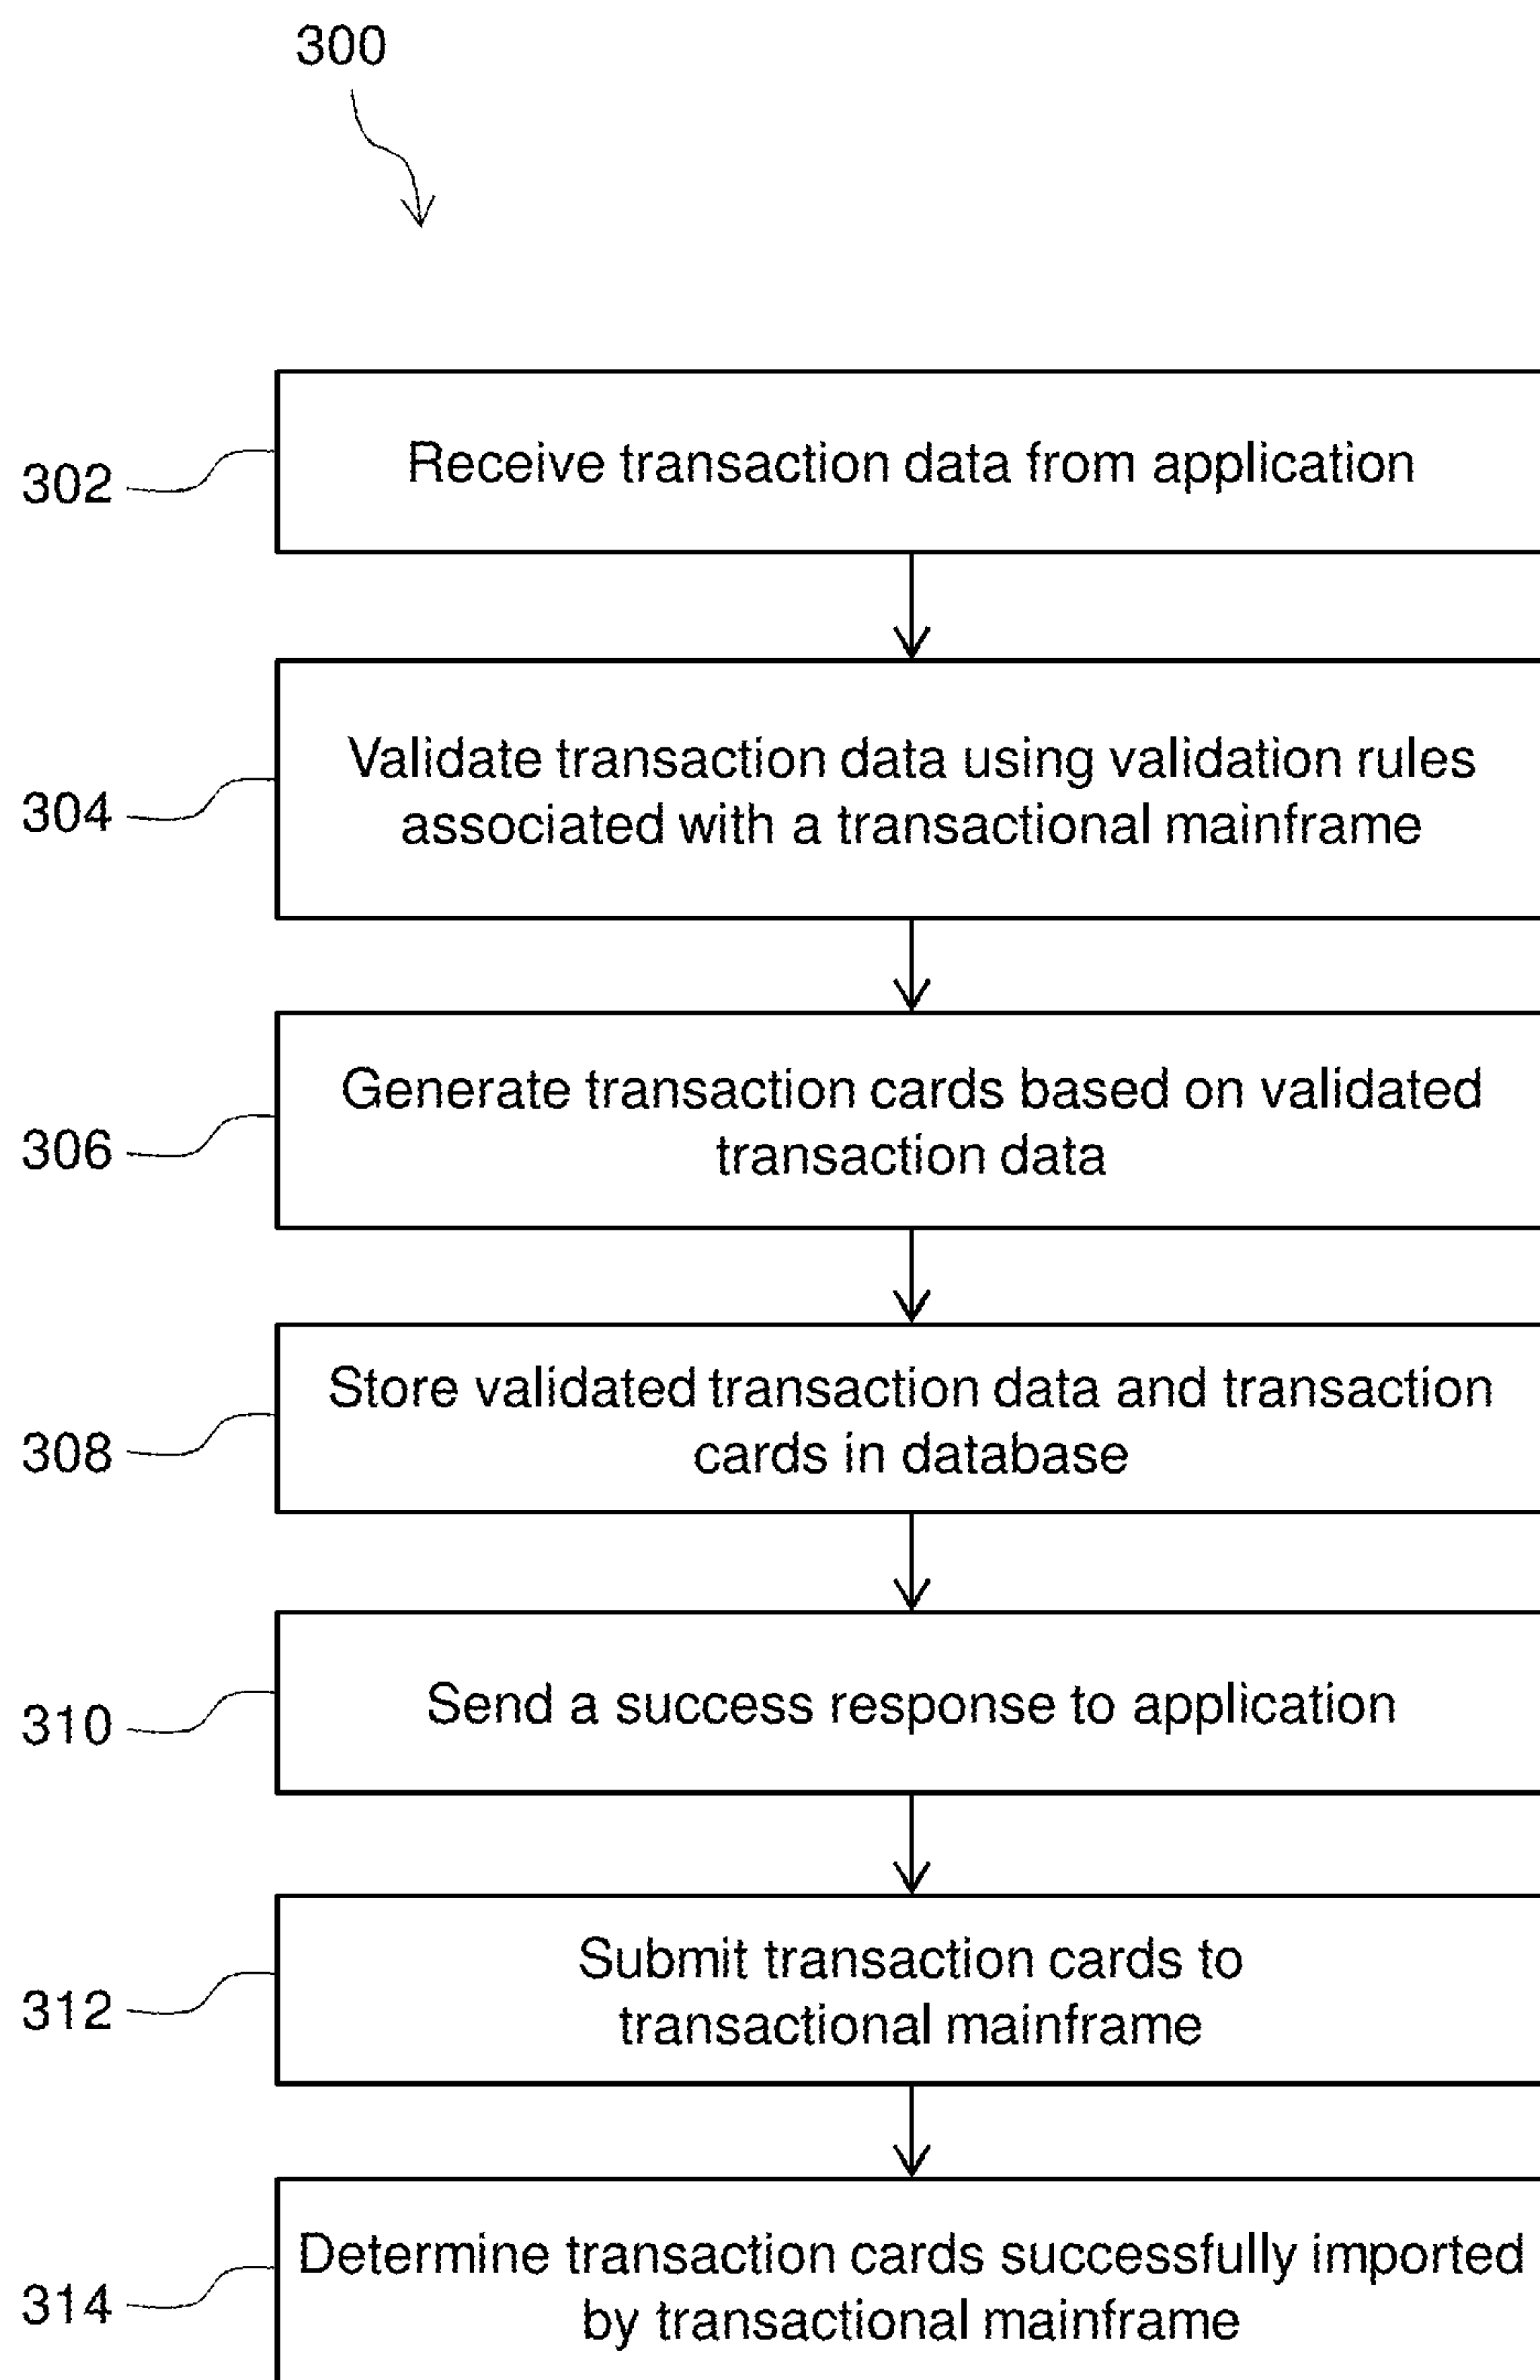 300
302
Receive transaction data from application
304
Validate transaction data using validation rules
associated with a transactional mainframe
306
Generate transaction cards based on validated
transaction data
308
Store validated transaction data and transaction
cards in database
310
Send a success response to application
312
Submit transaction cards to
transactional mainframe
314
Determine transaction cards successfully imported
by transactional mainframe